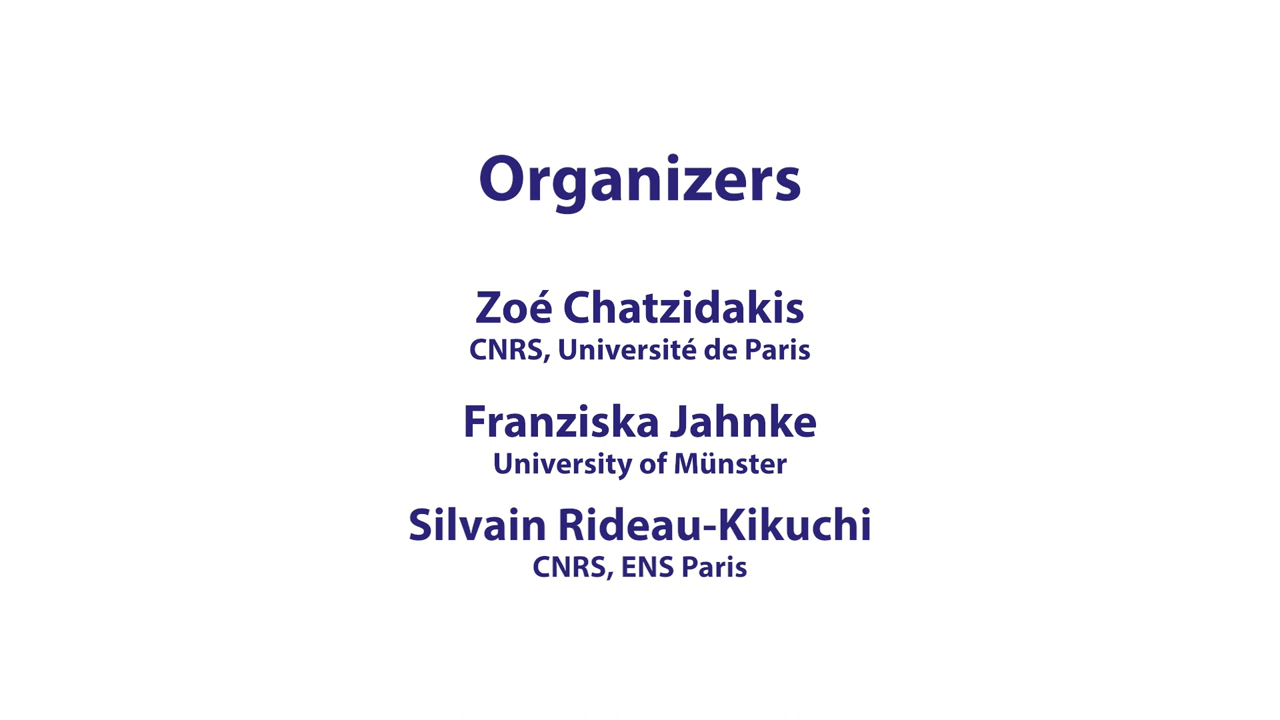 Organizers
Zoé Chatzidakis
CNRS, Université de Paris
Franziska Jahnke
University of Münster
Silvain Rideau-Kikuchi
CNRS, ENS Paris